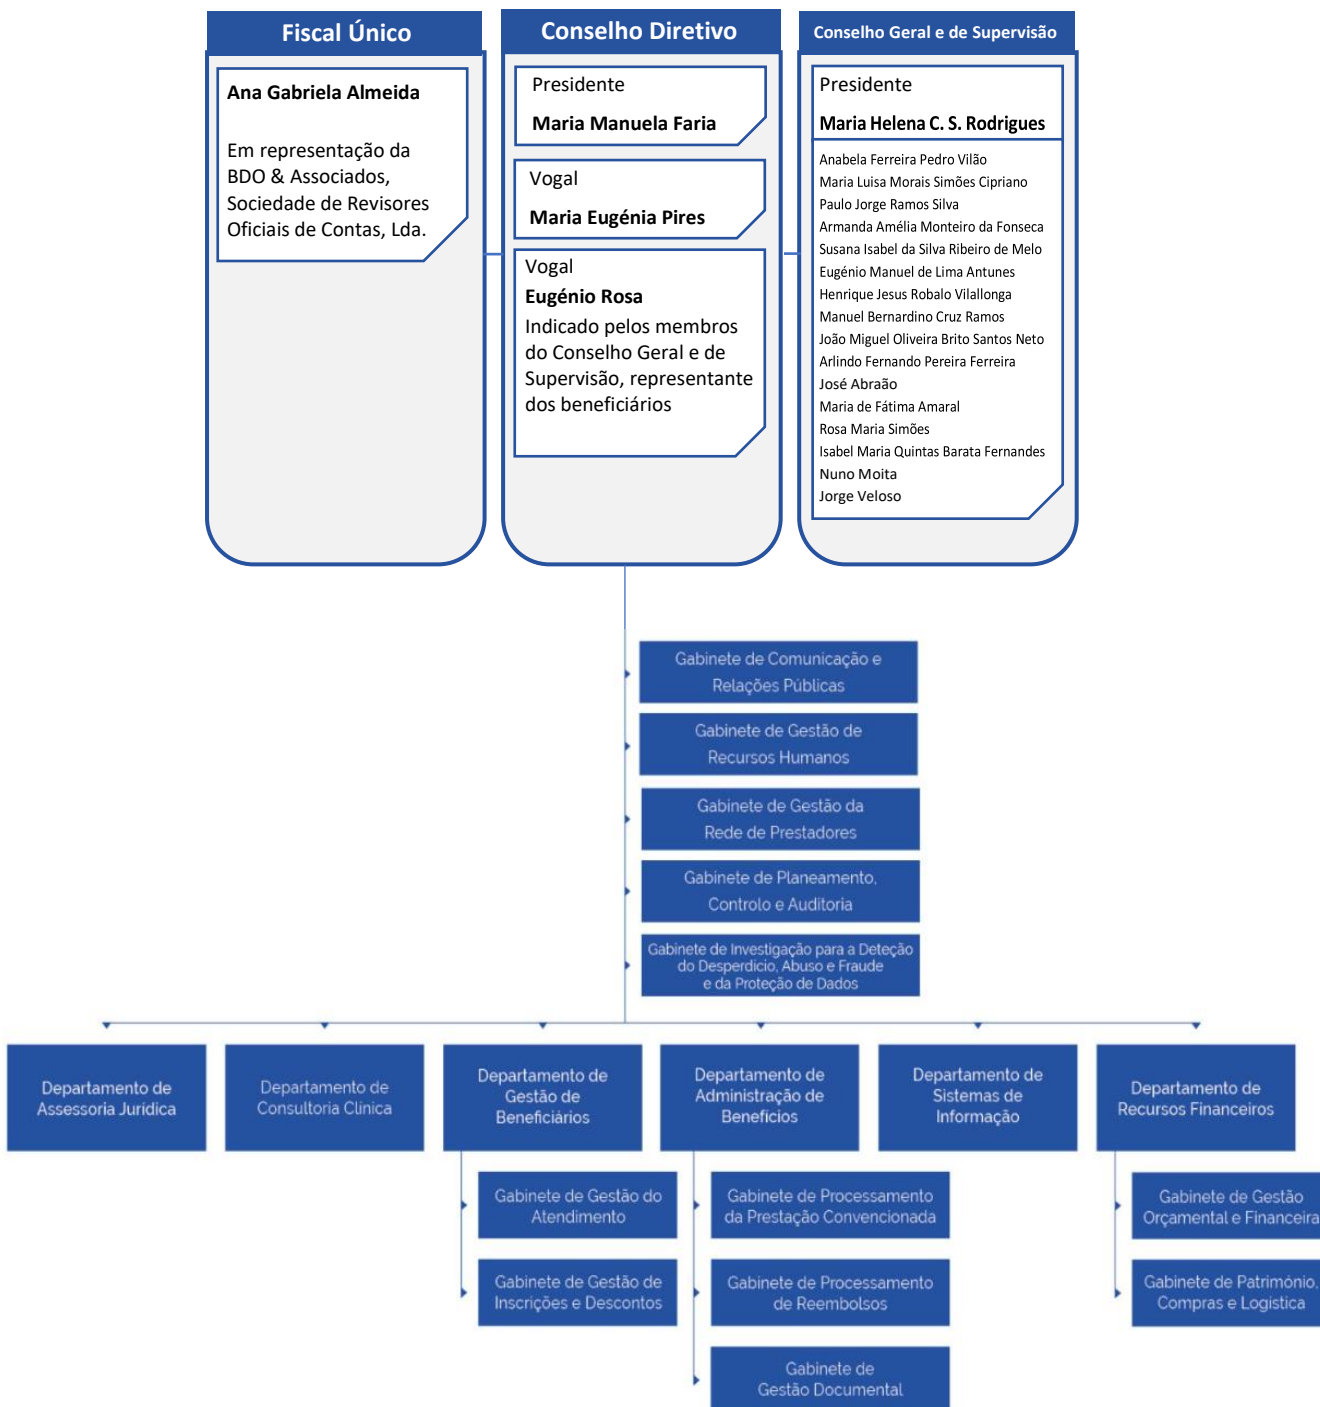 Fiscal Único
Ana Gabriela Almeida
Em representação da
BDO & Associados,
Sociedade de Revisores
Oficiais de Contas, Lda.
Conselho Diretivo
Presidente
Maria Manuela Faria
Vogal
Maria Eugénia Pires
Vogal
Eugénio Rosa
Indicado pelos membros
do Conselho Geral e de
Supervisão, representante
dos beneficiários
Conselho Geral e de Supervisão
Presidente
Maria Helena C. S. Rodrigues
Anabela Ferreira Pedro Vilão
Maria Luisa Morais Simões Cipriano
Paulo Jorge Ramos Silva
Armanda Amélia Monteiro da Fonseca
Susana Isabel da Silva Ribeiro de Melo
Eugénio Manuel de Lima Antunes
Henrique Jesus Robalo Vilallonga
Manuel Bernardino Cruz Ramos
João Miguel Oliveira Brito Santos Neto
Arlindo Fernando Pereira Ferreira
José Abraão
Maria de Fátima Amaral
Rosa Maria Simões
Isabel Maria Quintas Barata Fernandes
Nuno Moita
Jorge Veloso
Gabinete de Comunicação e
Relações Públicas
Gabinete de Gestão de
Recursos Humanos
Gabinete de Gestão da
Rede de Prestadores
Gabinete de Planeamento,
Controlo e Auditoria
Gabinete de Investigação para a Deteção
do Desperdício, Abuso e Fraude
e da Proteção de Dados
Departamento de
Assessoria Jurídica
Departamento de
Consultoria Clínica
Departamento de
Gestão de
Beneficiários
Gabinete de Gestão do
Atendimento
Gabinete de Gestão de
Inscrições e Descontos
Departamento de
Administração de
Benefícios
Gabinete de Processamento
da Prestação Convencionada
Gabinete de Processamento
de Reembolsos
Gabinete de
Gestão Documental
Departamento de
Sistemas de
Informação
Departamento de
Recursos Financeiros
Gabinete de Gestão
Orçamental e Financeira
Gabinete de Património,
Compras e Logística